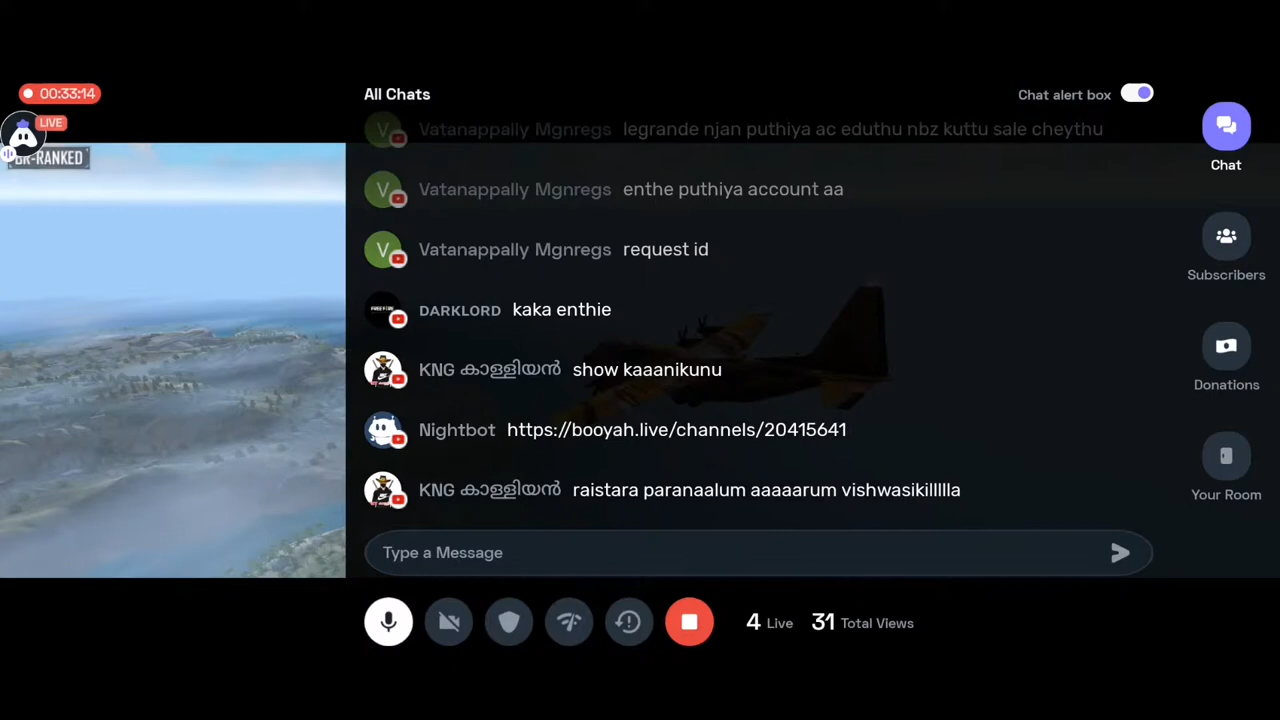 00:33:14
All Chats
Chat alert box
LIVE
BR-RANKED
Vatanappally Mgnregs legrande njan puthiya ac eduthu nbz kuttu sale cheythu
Chat
V Vatanappally Mgnregs enthe puthiya account aa
V Vatanappally Mgnregs request id
Subscribers
FREE FIRE DARKLORD kaka enthie
KNG കാള്ളിയൻ show kaaanikunu
Donations
Nightbot https://booyah.live/channels/20415641
KNG കാള്ളിയൻ raistara paranaalum aaaaarum vishwasikillllla
Your Room
Type a Message
4 Live 31 Total Views